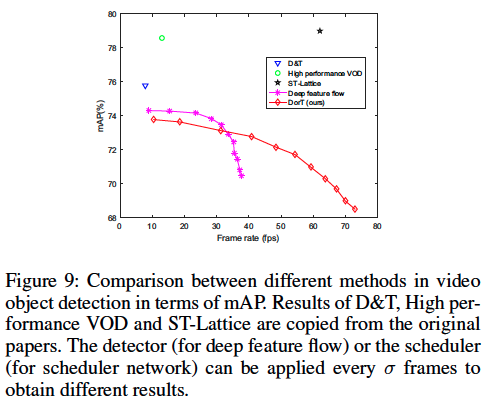 80
78
76
74
72
70
68
mAP(%)
D&T
High performance VOD
ST-Lattice
Deep feature flow
DorT (ours)
0 10 20 30 40 50 60 70 80
Frame rate (fps)
Figure 9: Comparison between different methods in video
object detection in terms of mAP. Results of D&T, High per-
formance VOD and ST-Lattice are copied from the original
papers. The detector (for deep feature flow) or the scheduler
(for scheduler network) can be applied every σ frames to
obtain different results.